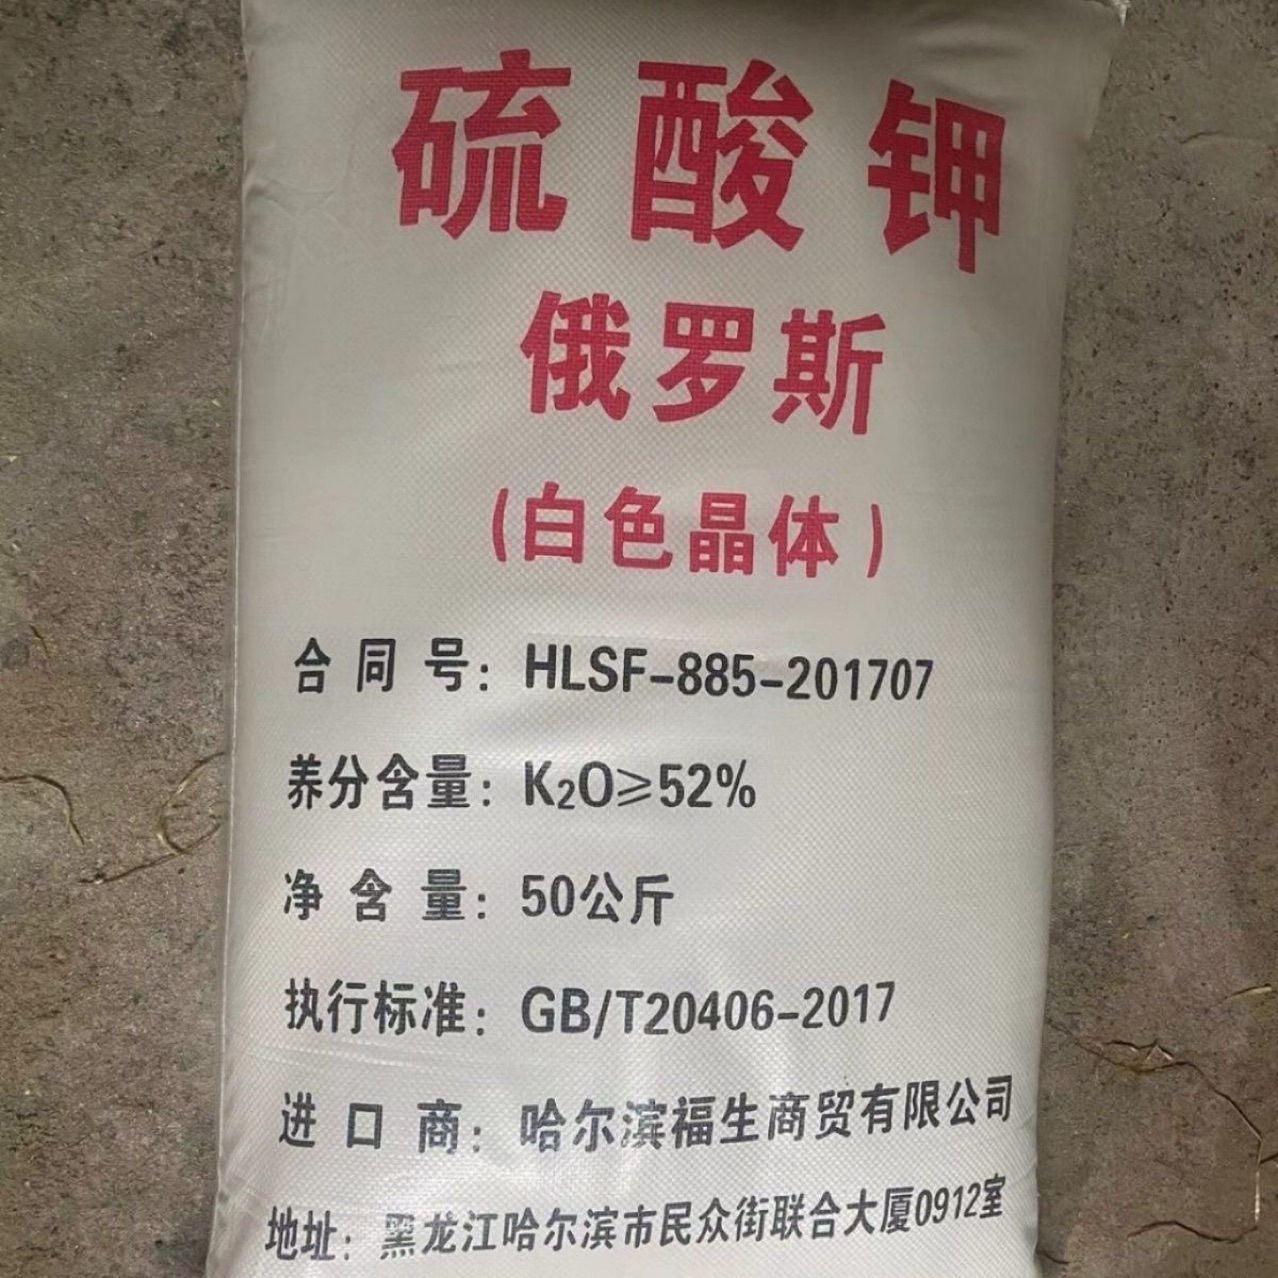 硫酸钾
俄罗斯
(白色晶体)
合同号：HLSF-885-201707
养分含量：K₂O≥52%
净含量：50公斤
执行标准：GB/T20406-2017
进口商：哈尔滨福生商贸有限公司
地址：黑龙江哈尔滨市民众街联合大厦0912室